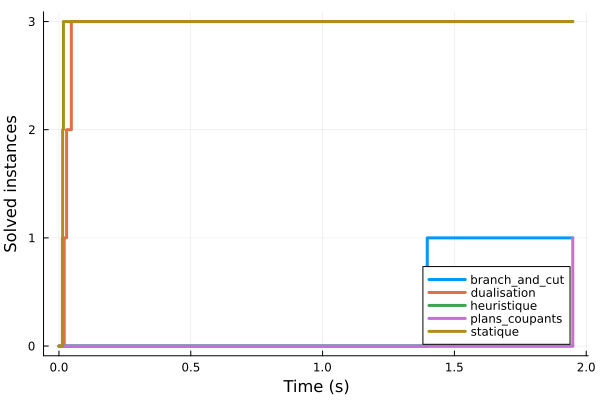 Solved instances
3
2
1
0
0.0 0.5 1.0 1.5 2.0
Time (s)
branch_and_cut
dualisation
heuristique
plans_coupants
statique